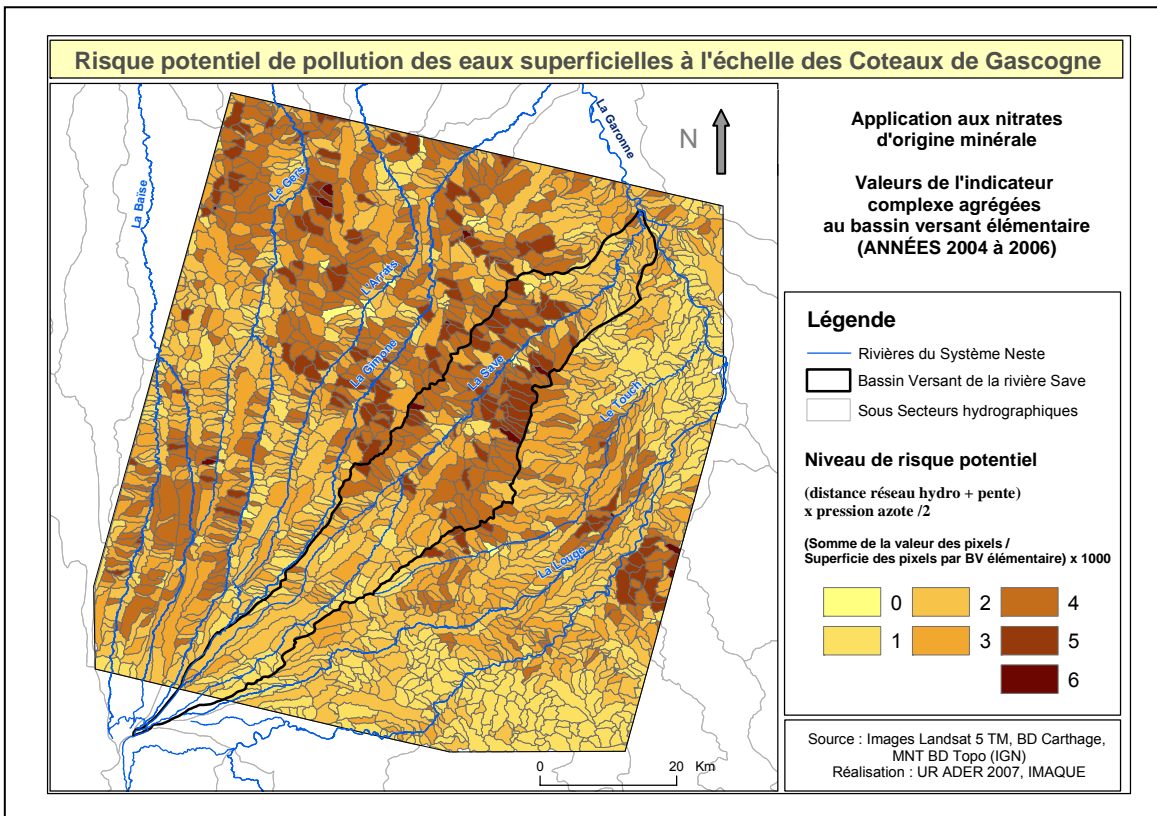 Risque potentiel de pollution des eaux superficielles à l'échelle des Coteaux de Gascogne
La Garonne
N
La Baïse
Le Gers
L'Arrats
La Gimone
La Save
Le Touch
La Louge
0 20 Km
Application aux nitrates
d'origine minérale
Valeurs de l'indicateur
complexe agrégées
au bassin versant élémentaire
(ANNÉES 2004 à 2006)
Légende
Rivières du Système Neste
Bassin Versant de la rivière Save
Sous Secteurs hydrographiques
Niveau de risque potentiel
(distance réseau hydro + pente)
x pression azote /2
(Somme de la valeur des pixels /
Superficie des pixels par BV élémentaire) x 1000
0 2 4
1 3 5
6
Source : Images Landsat 5 TM, BD Carthage,
MNT BD Topo (IGN)
Réalisation : UR ADER 2007, IMAQUE